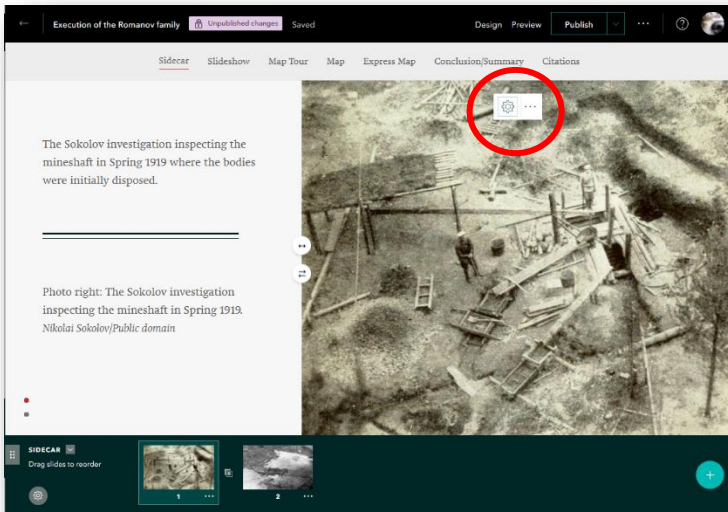 Execution of the Romanov family Unpublished changes Saved Design Preview Publish
Sidecar Slideshow Map Tour Map Express Map Conclusion/Summary Citations
The Sokolov investigation inspecting the
mineshaft in Spring 1919 where the bodies
were initially disposed.
Photo right: The Sokolov investigation
inspecting the mineshaft in Spring 1919.
Nikolai Sokolov/Public domain
SIDECAR
Drag slides to reorder
1
2